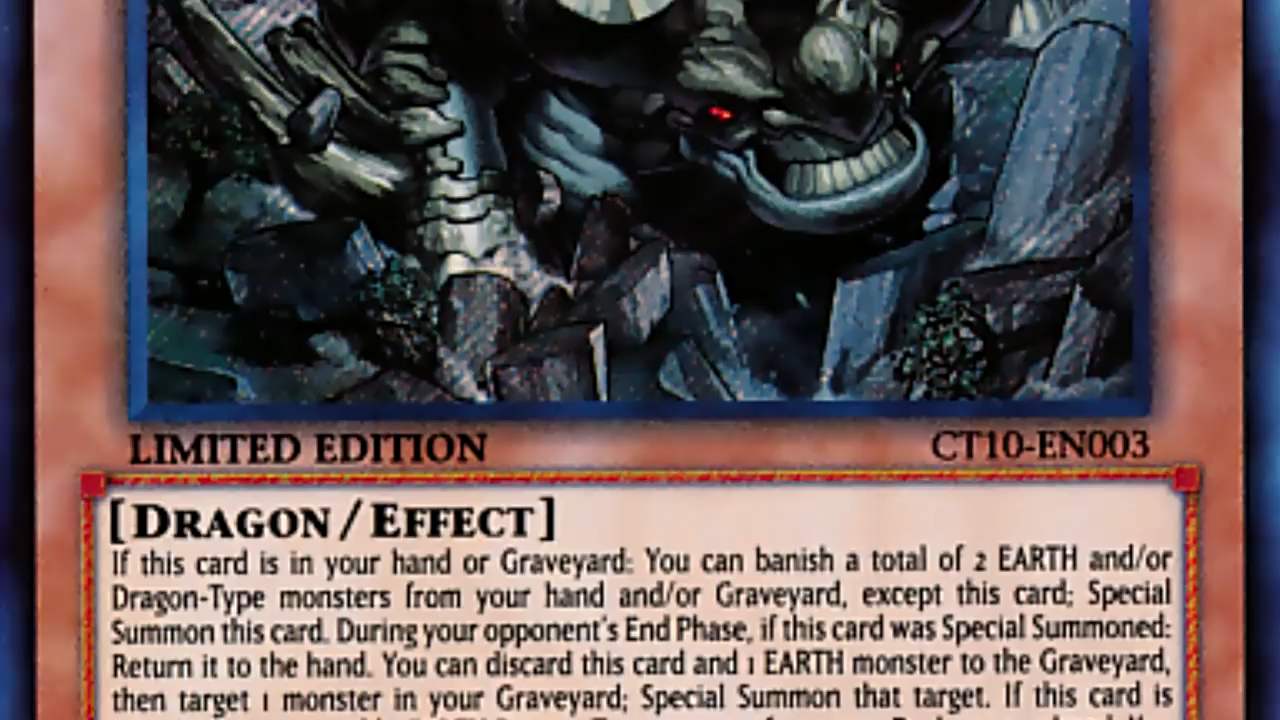 LIMITED EDITION
CT10-EN003
[DRAGON/EFFECT]
If this card is in your hand or Graveyard: You can banish a total of 2 EARTH and/or
Dragon-Type monsters from your hand and/or Graveyard, except this card; Special
Summon this card. During your opponent's End Phase, if this card was Special Summoned:
Return it to the hand. You can discard this card and 1 EARTH monster to the Graveyard,
then target 1 monster in your Graveyard; Special Summon that target. If this card is